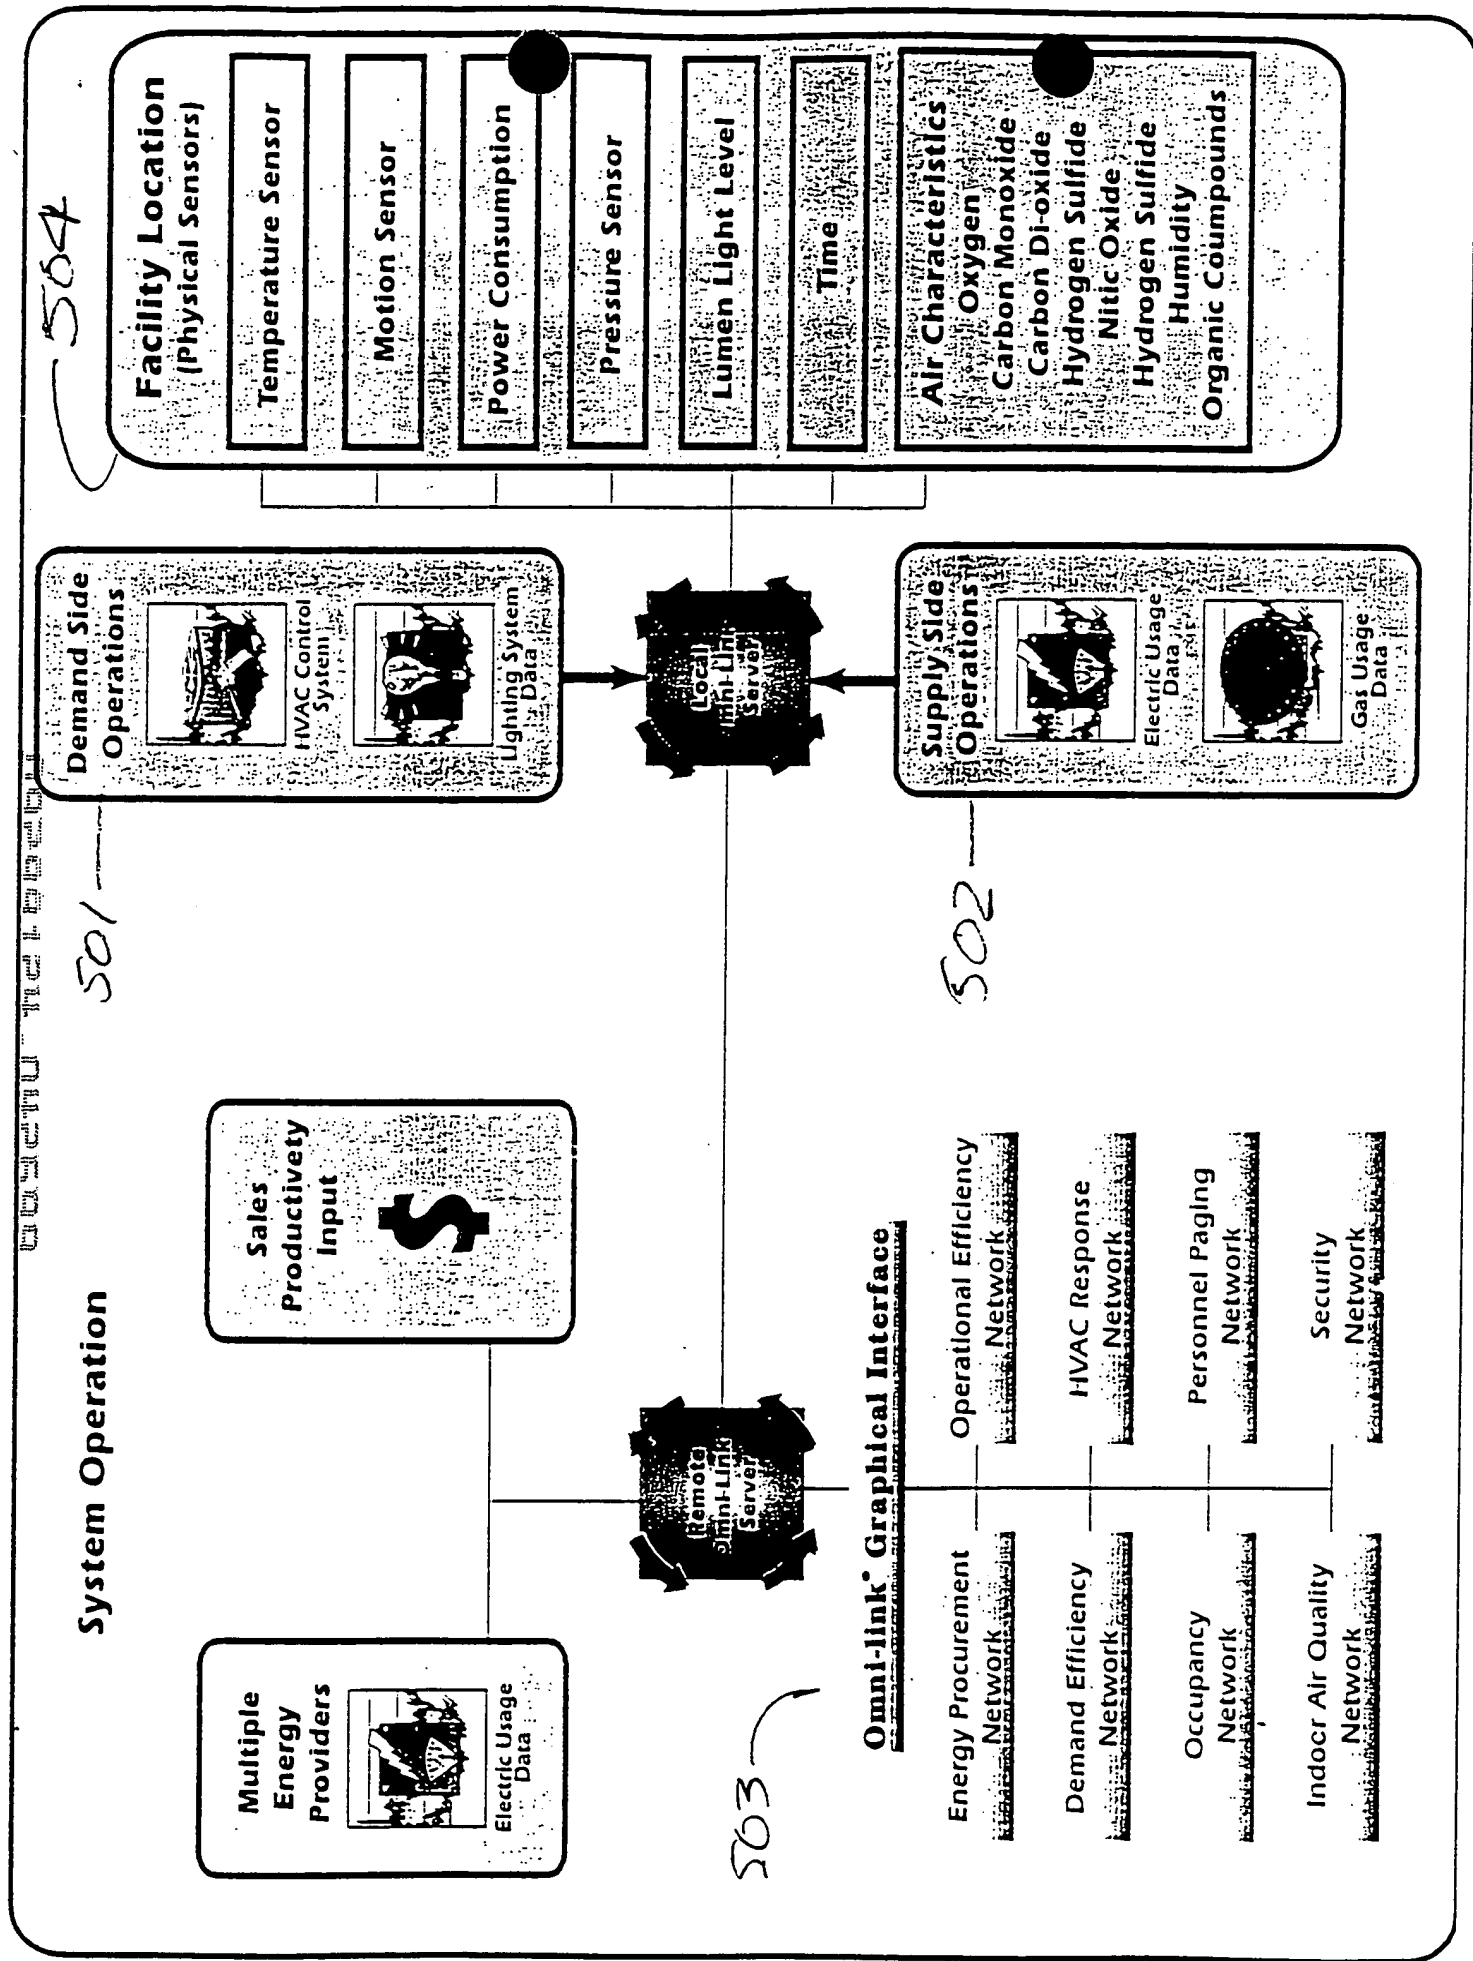 System Operation
Multiple
Energy
Providers
Electric Usage
Data
Sales
Productivety
Input
501
Demand Side
Operations
HVAC Control
System
Lighting System
Data
504
Facility Location
(Physical Sensors)
Temperature Sensor
Motion Sensor
Power Consumption
Pressure Sensor
Lumen Light Level
Time
Air Characteristics
Oxygen
Carbon Monoxide
Carbon Di-oxide
Hydrogen Sulfide
Nitic Oxide
Hydrogen Sulfide
Humidity
Organic Coumpounds
Remote
Omni-Link
Server
Local
mni-Link
Server
503
Omni-link® Graphical Interface
Energy Procurement
Network
Operational Efficiency
Network
Demand Efficiency
Network
HVAC Response
Network
Occupancy
Network
Personnel Paging
Network
Indoor Air Quality
Network
Security
Network
502
Supply Side
Operations
Electric Usage
Data
Gas Usage
Data